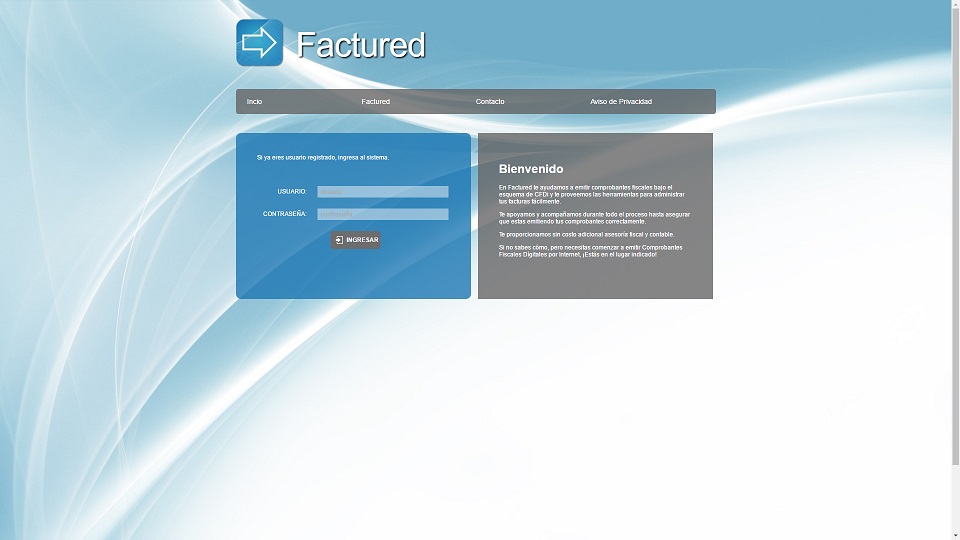 Factured
Incio
Factured
Contacto
Aviso de Privacidad
Si ya eres usuario registrado, ingresa al sistema.
USUARIO:
CONTRASEÑA:
INGRESAR
Bienvenido
En Factured te ayudamos a emitir comprobantes fiscales bajo el
esquema de CFDI y te proveemos las herramientas para administrar
tus facturas fácilmente.
Te apoyamos y acompañamos durante todo el proceso hasta asegurar
que estas emitiendo tus comprobantes correctamente.
Te proporcionamos sin costo adicional asesoría fiscal y contable.
Si no sabes cómo, pero necesitas comenzar a emitir Comprobantes
Fiscales Digitales por Internet, ¡Estás en el lugar indicado!